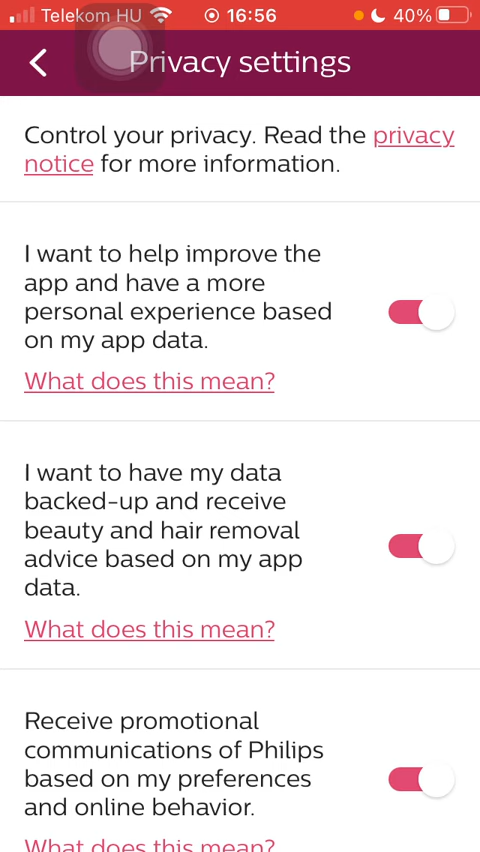 Telekom HU 16:56 40%
Privacy settings
Control your privacy. Read the privacy
notice for more information.
I want to help improve the
app and have a more
personal experience based
on my app data.
What does this mean?
I want to have my data
backed-up and receive
beauty and hair removal
advice based on my app
data.
What does this mean?
Receive promotional
communications of Philips
based on my preferences
and online behavior.
What does this mean?